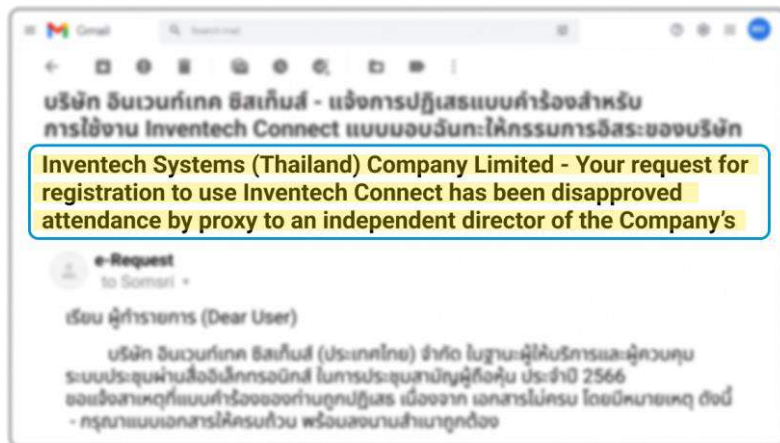 Gmail
Search mail
บริษัท อินเวนท์เทค ซิสเท็มส์ - แจ้งการปฏิเสธแบบคำร้องสำหรับ
การใช้งาน Inventech Connect แบบมอบฉันทะให้กรรมการอิสระของบริษัท
Inventech Systems (Thailand) Company Limited - Your request for
registration to use Inventech Connect has been disapproved
attendance by proxy to an independent director of the Company's
e-Request
to Somsri
เรียน ผู้ทำรายการ (Dear User)
บริษัท อินเวนท์เทค ซิสเท็มส์ (ประเทศไทย) จำกัด ในฐานะผู้ให้บริการและผู้ควบคุม
ระบบประชุมผ่านสื่ออิเล็กทรอนิกส์ ในการประชุมสามัญผู้ถือหุ้น ประจำปี 2566
ขอแจ้งสาเหตุที่แบบคำร้องของท่านถูกปฏิเสธ เนื่องจาก เอกสารไม่ครบ โดยมีหมายเหตุ ดังนี้
- กรุณาแนบเอกสารให้ครบถ้วน พร้อมลงนามสำเนาถูกต้อง